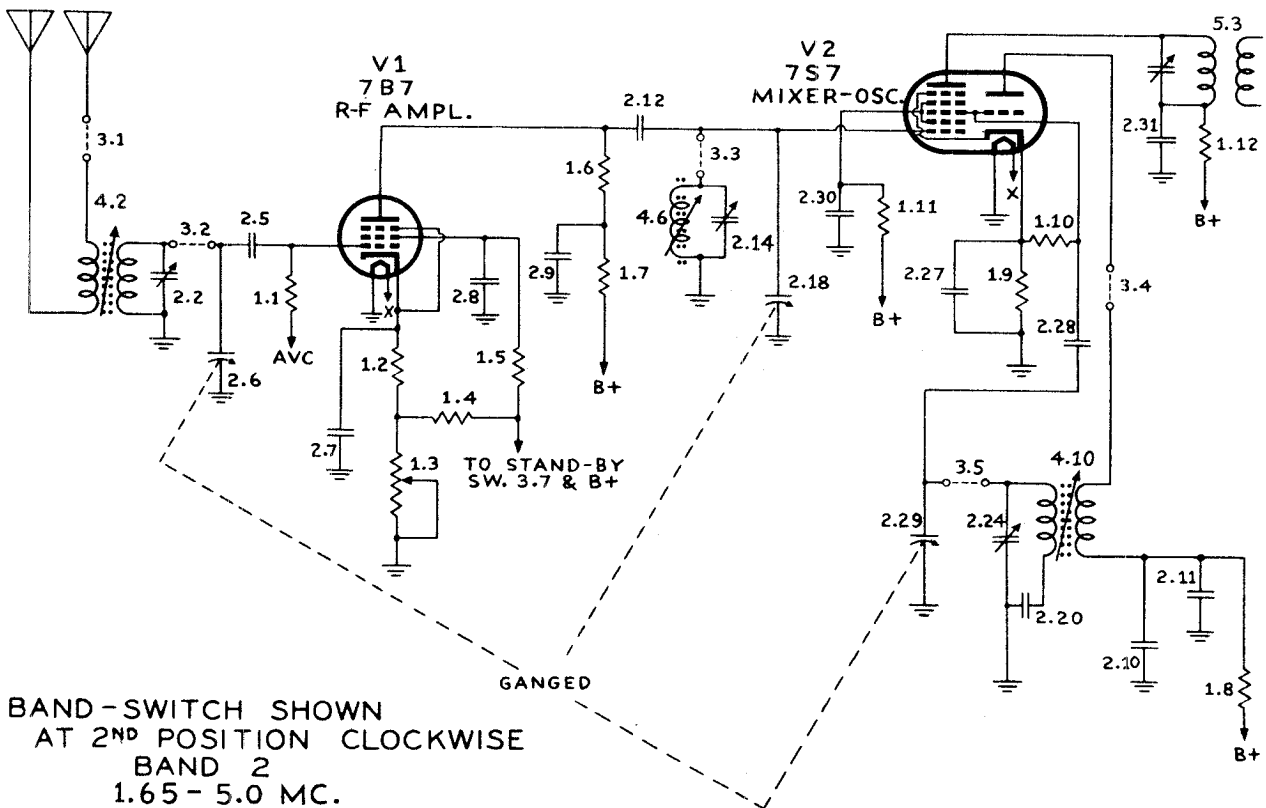 V1
7B7
R-F AMPL.
V2
7S7
MIXER-OSC.
5.3
2.12
3.1
1.6
3.3
2.31
1.12
4.2
3.2
2.5
4.6
2.14
2.30
1.11
B+
X
1.10
2.2
1.1
2.9
1.7
2.18
2.27
1.9
3.4
2.8
X
B+
2.28
AVC
1.2
1.5
2.6
B+
1.4
2.7
1.3
TO STAND-BY
SW. 3.7 & B+
3.5
4.10
2.29
2.24
2.11
2.20
2.10
1.8
GANGED
B+
BAND-SWITCH SHOWN
AT 2ND POSITION CLOCKWISE
BAND 2
1.65-5.0 MC.